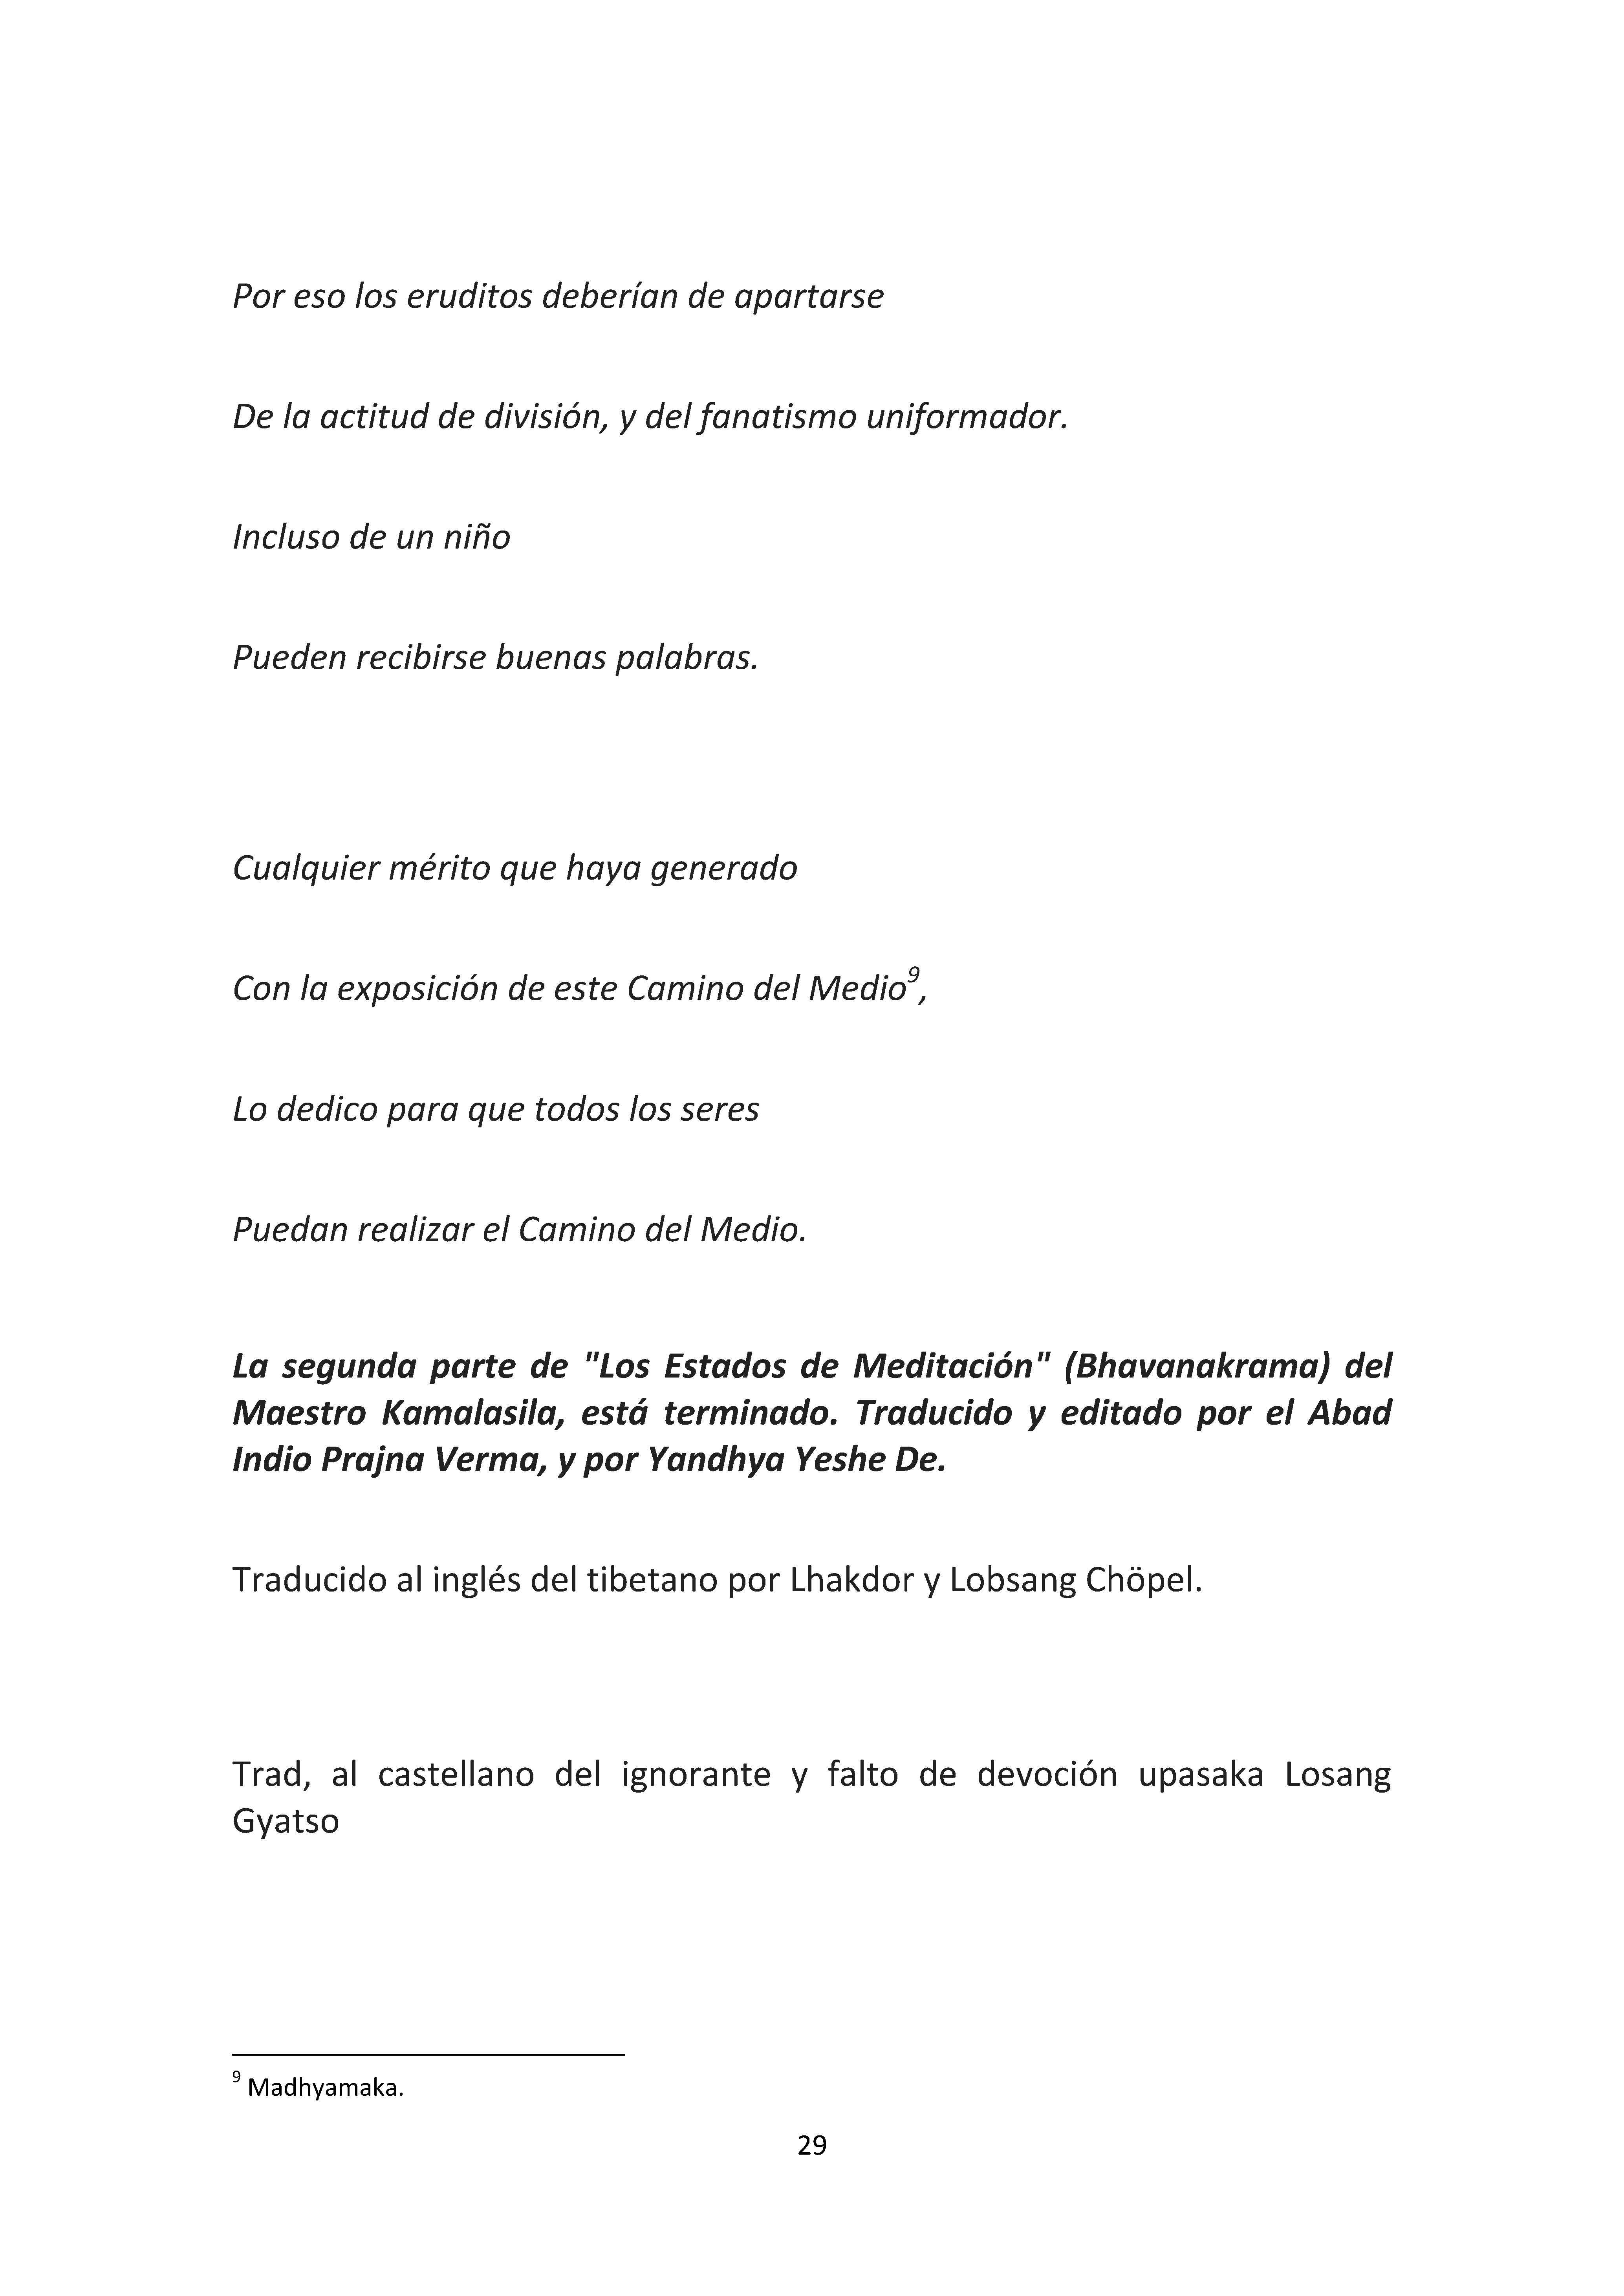 Por eso los eruditos deberían de apartarse
De la actitud de división, y del fanatismo uniformador.
Incluso de un niño
Pueden recibirse buenas palabras.
Cualquier mérito que haya generado
Con la exposición de este Camino del Medio⁹,
Lo dedico para que todos los seres
Puedan realizar el Camino del Medio.
La segunda parte de "Los Estados de Meditación" (Bhavanakrama) del
Maestro Kamalasila, está terminado. Traducido y editado por el Abad
Indio Prajna Verma, y por Yandhya Yeshe De.
Traducido al inglés del tibetano por Lhakdor y Lobsang Chöpel.
Trad, al castellano del ignorante y falto de devoción upasaka Losang
Gyatso
⁹ Madhyamaka.
29